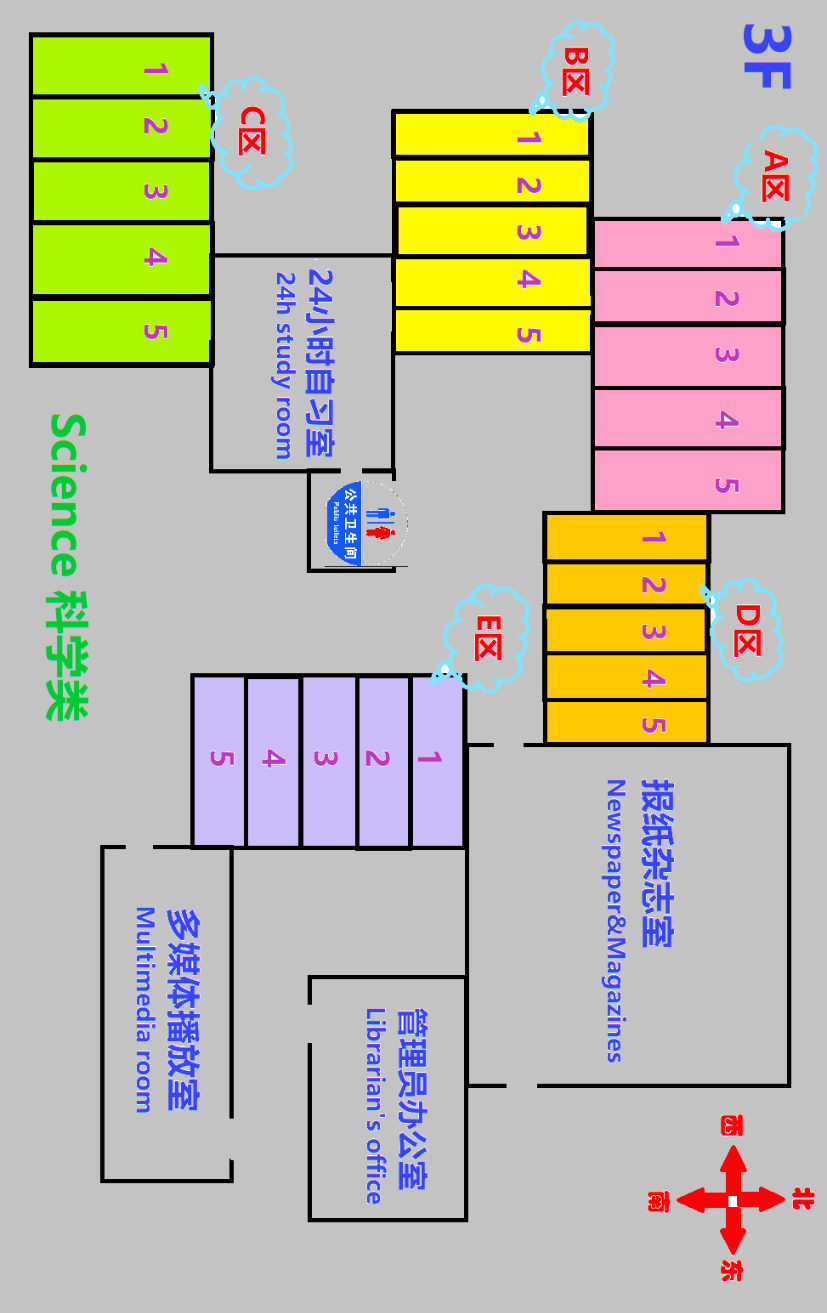 3F
A区
1 2 3 4 5
B区
1 2 3 4 5
C区
1 2 3 4 5
D区
1 2 3 4 5
E区
1
2
3
4
5
24小时自习室
24h study room
公共卫生间
Public toilets
报纸杂志室
Newspaper&Magazines
管理员办公室
Librarian's office
多媒体播放室
Multimedia room
Science 科学类
北
西
东
南